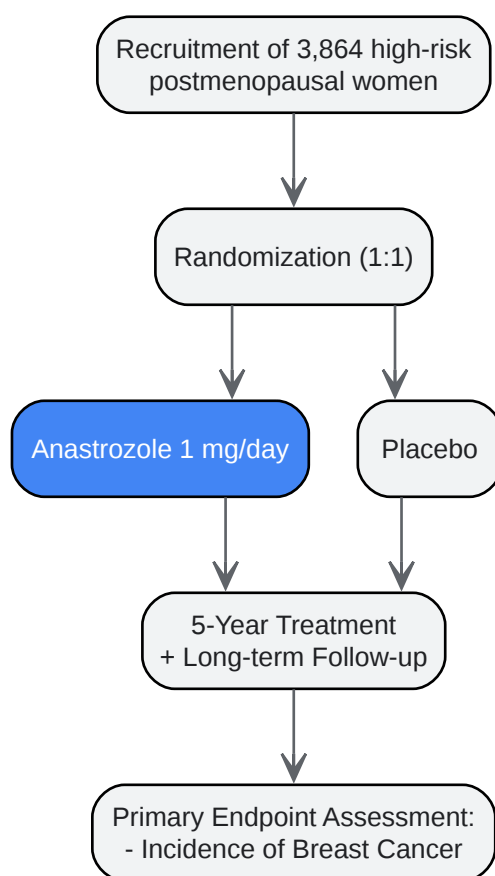 Recruitment of 3,864 high-risk
postmenopausal women
Randomization (1:1)
Anastrozole 1 mg/day
Placebo
5-Year Treatment
+ Long-term Follow-up
Primary Endpoint Assessment:
- Incidence of Breast Cancer